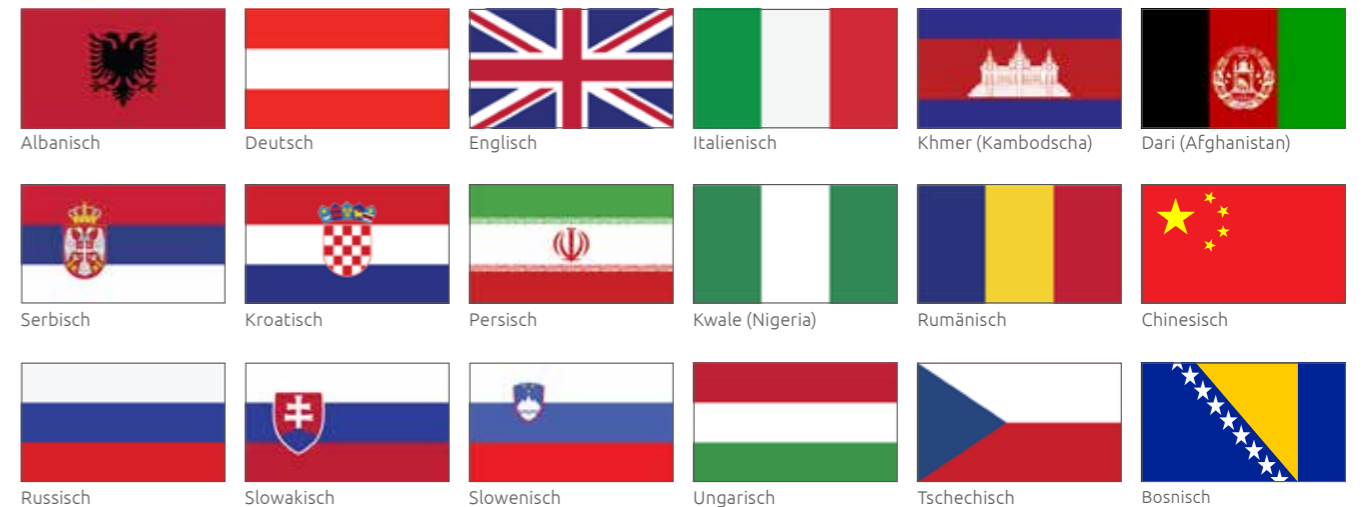 Albanisch
Deutsch
Englisch
Italienisch
Khmer (Kambodscha)
Dari (Afghanistan)
Serbisch
Kroatisch
Persisch
Kwale (Nigeria)
Rumänisch
Chinesisch
Russisch
Slowakisch
Slowenisch
Ungarisch
Tschechisch
Bosnisch